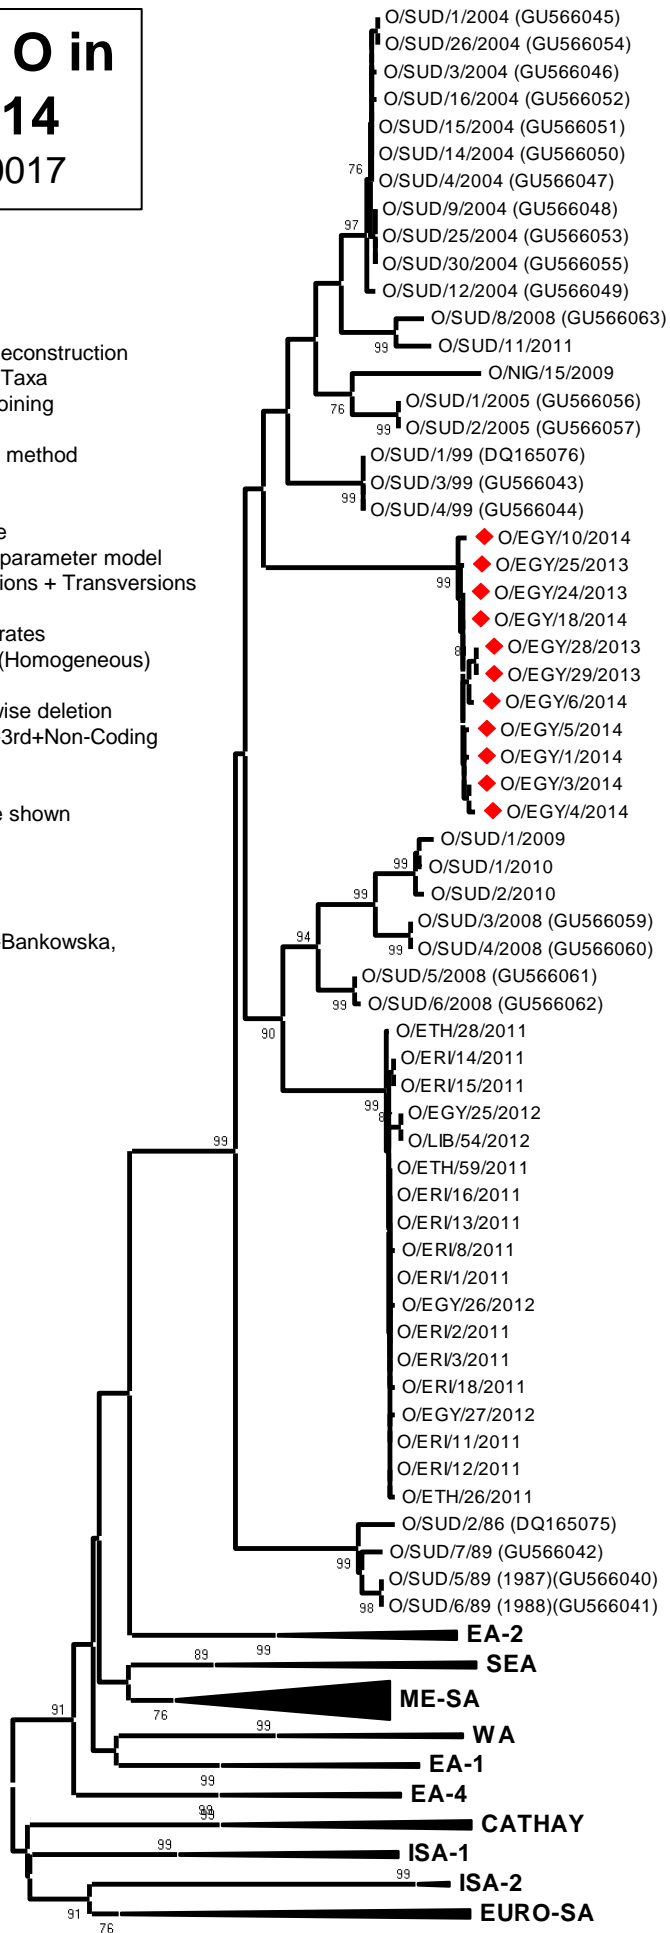 O in
14
0017
econstruction
Taxa
oining
method
e
parameter model
ions + Transversions
rates
(Homogeneous)
wise deletion
3rd+Non-Coding
e shown
Bankowska,
O/SUD/1/2004 (GU566045)
O/SUD/26/2004 (GU566054)
O/SUD/3/2004 (GU566046)
O/SUD/16/2004 (GU566052)
O/SUD/15/2004 (GU566051)
O/SUD/14/2004 (GU566050)
76
O/SUD/4/2004 (GU566047)
O/SUD/9/2004 (GU566048)
97
O/SUD/25/2004 (GU566053)
O/SUD/30/2004 (GU566055)
O/SUD/12/2004 (GU566049)
O/SUD/8/2008 (GU566063)
99
O/SUD/11/2011
O/NIG/15/2009
76
O/SUD/1/2005 (GU566056)
99
O/SUD/2/2005 (GU566057)
O/SUD/1/99 (DQ165076)
O/SUD/3/99 (GU566043)
99
O/SUD/4/99 (GU566044)
O/EGY/10/2014
O/EGY/25/2013
99
O/EGY/24/2013
O/EGY/18/2014
O/EGY/28/2013
O/EGY/29/2013
O/EGY/6/2014
O/EGY/5/2014
O/EGY/1/2014
O/EGY/3/2014
O/EGY/4/2014
O/SUD/1/2009
99
O/SUD/1/2010
99
O/SUD/2/2010
O/SUD/3/2008 (GU566059)
94
99
O/SUD/4/2008 (GU566060)
O/SUD/5/2008 (GU566061)
99
O/SUD/6/2008 (GU566062)
90
O/ETH/28/2011
O/ERI/14/2011
O/ERI/15/2011
99
O/EGY/25/2012
O/LIB/54/2012
99
O/ETH/59/2011
O/ERI/16/2011
O/ERI/13/2011
O/ERI/8/2011
O/ERI/1/2011
O/EGY/26/2012
O/ERI/2/2011
O/ERI/3/2011
O/ERI/18/2011
O/EGY/27/2012
O/ERI/11/2011
O/ERI/12/2011
O/ETH/26/2011
O/SUD/2/86 (DQ165075)
O/SUD/7/89 (GU566042)
99
O/SUD/5/89 (1987)(GU566040)
98
O/SUD/6/89 (1988)(GU566041)
EA-2
99
89
SEA
ME-SA
76
91
99
WA
EA-1
99
EA-4
99
99
CATHAY
99
ISA-1
99
ISA-2
EURO-SA
91
76